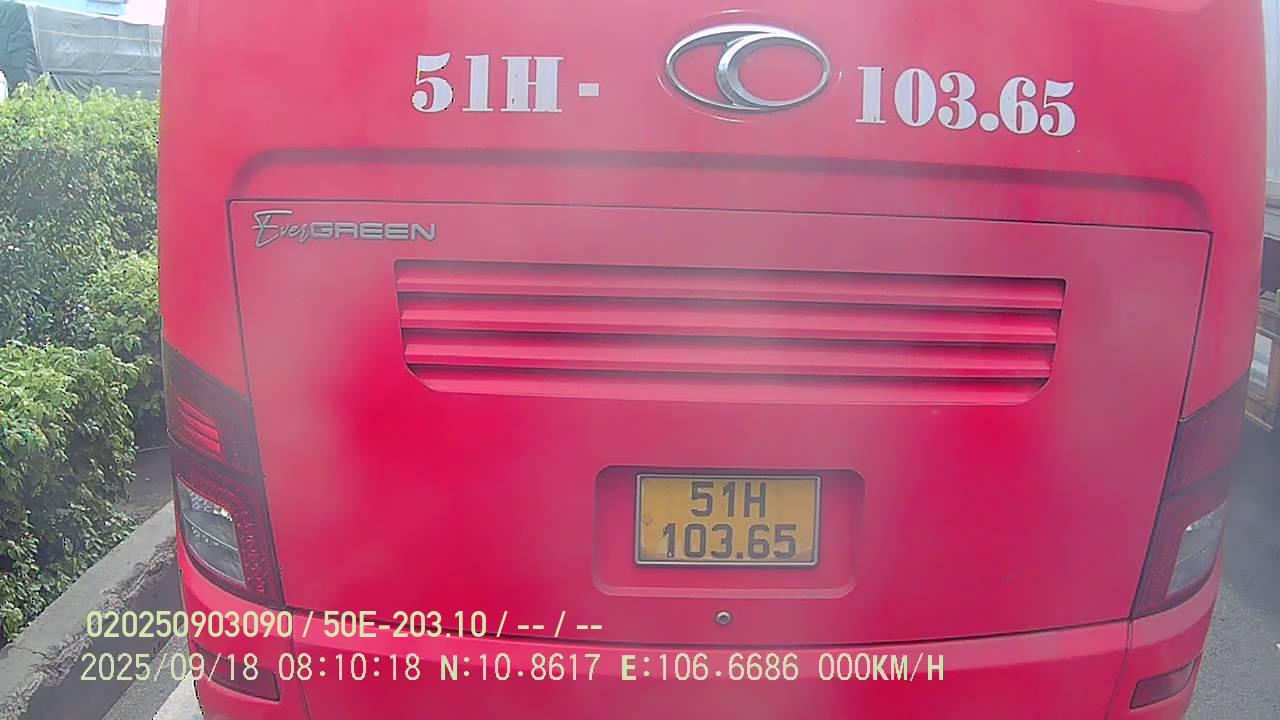 51H - 103.65
EverGREEN
51H
103.65
020250903090 / 50E-203.10 / -- / --
2025/09/18 08:10:18 N:10.8617 E:106.6686 000KM/H